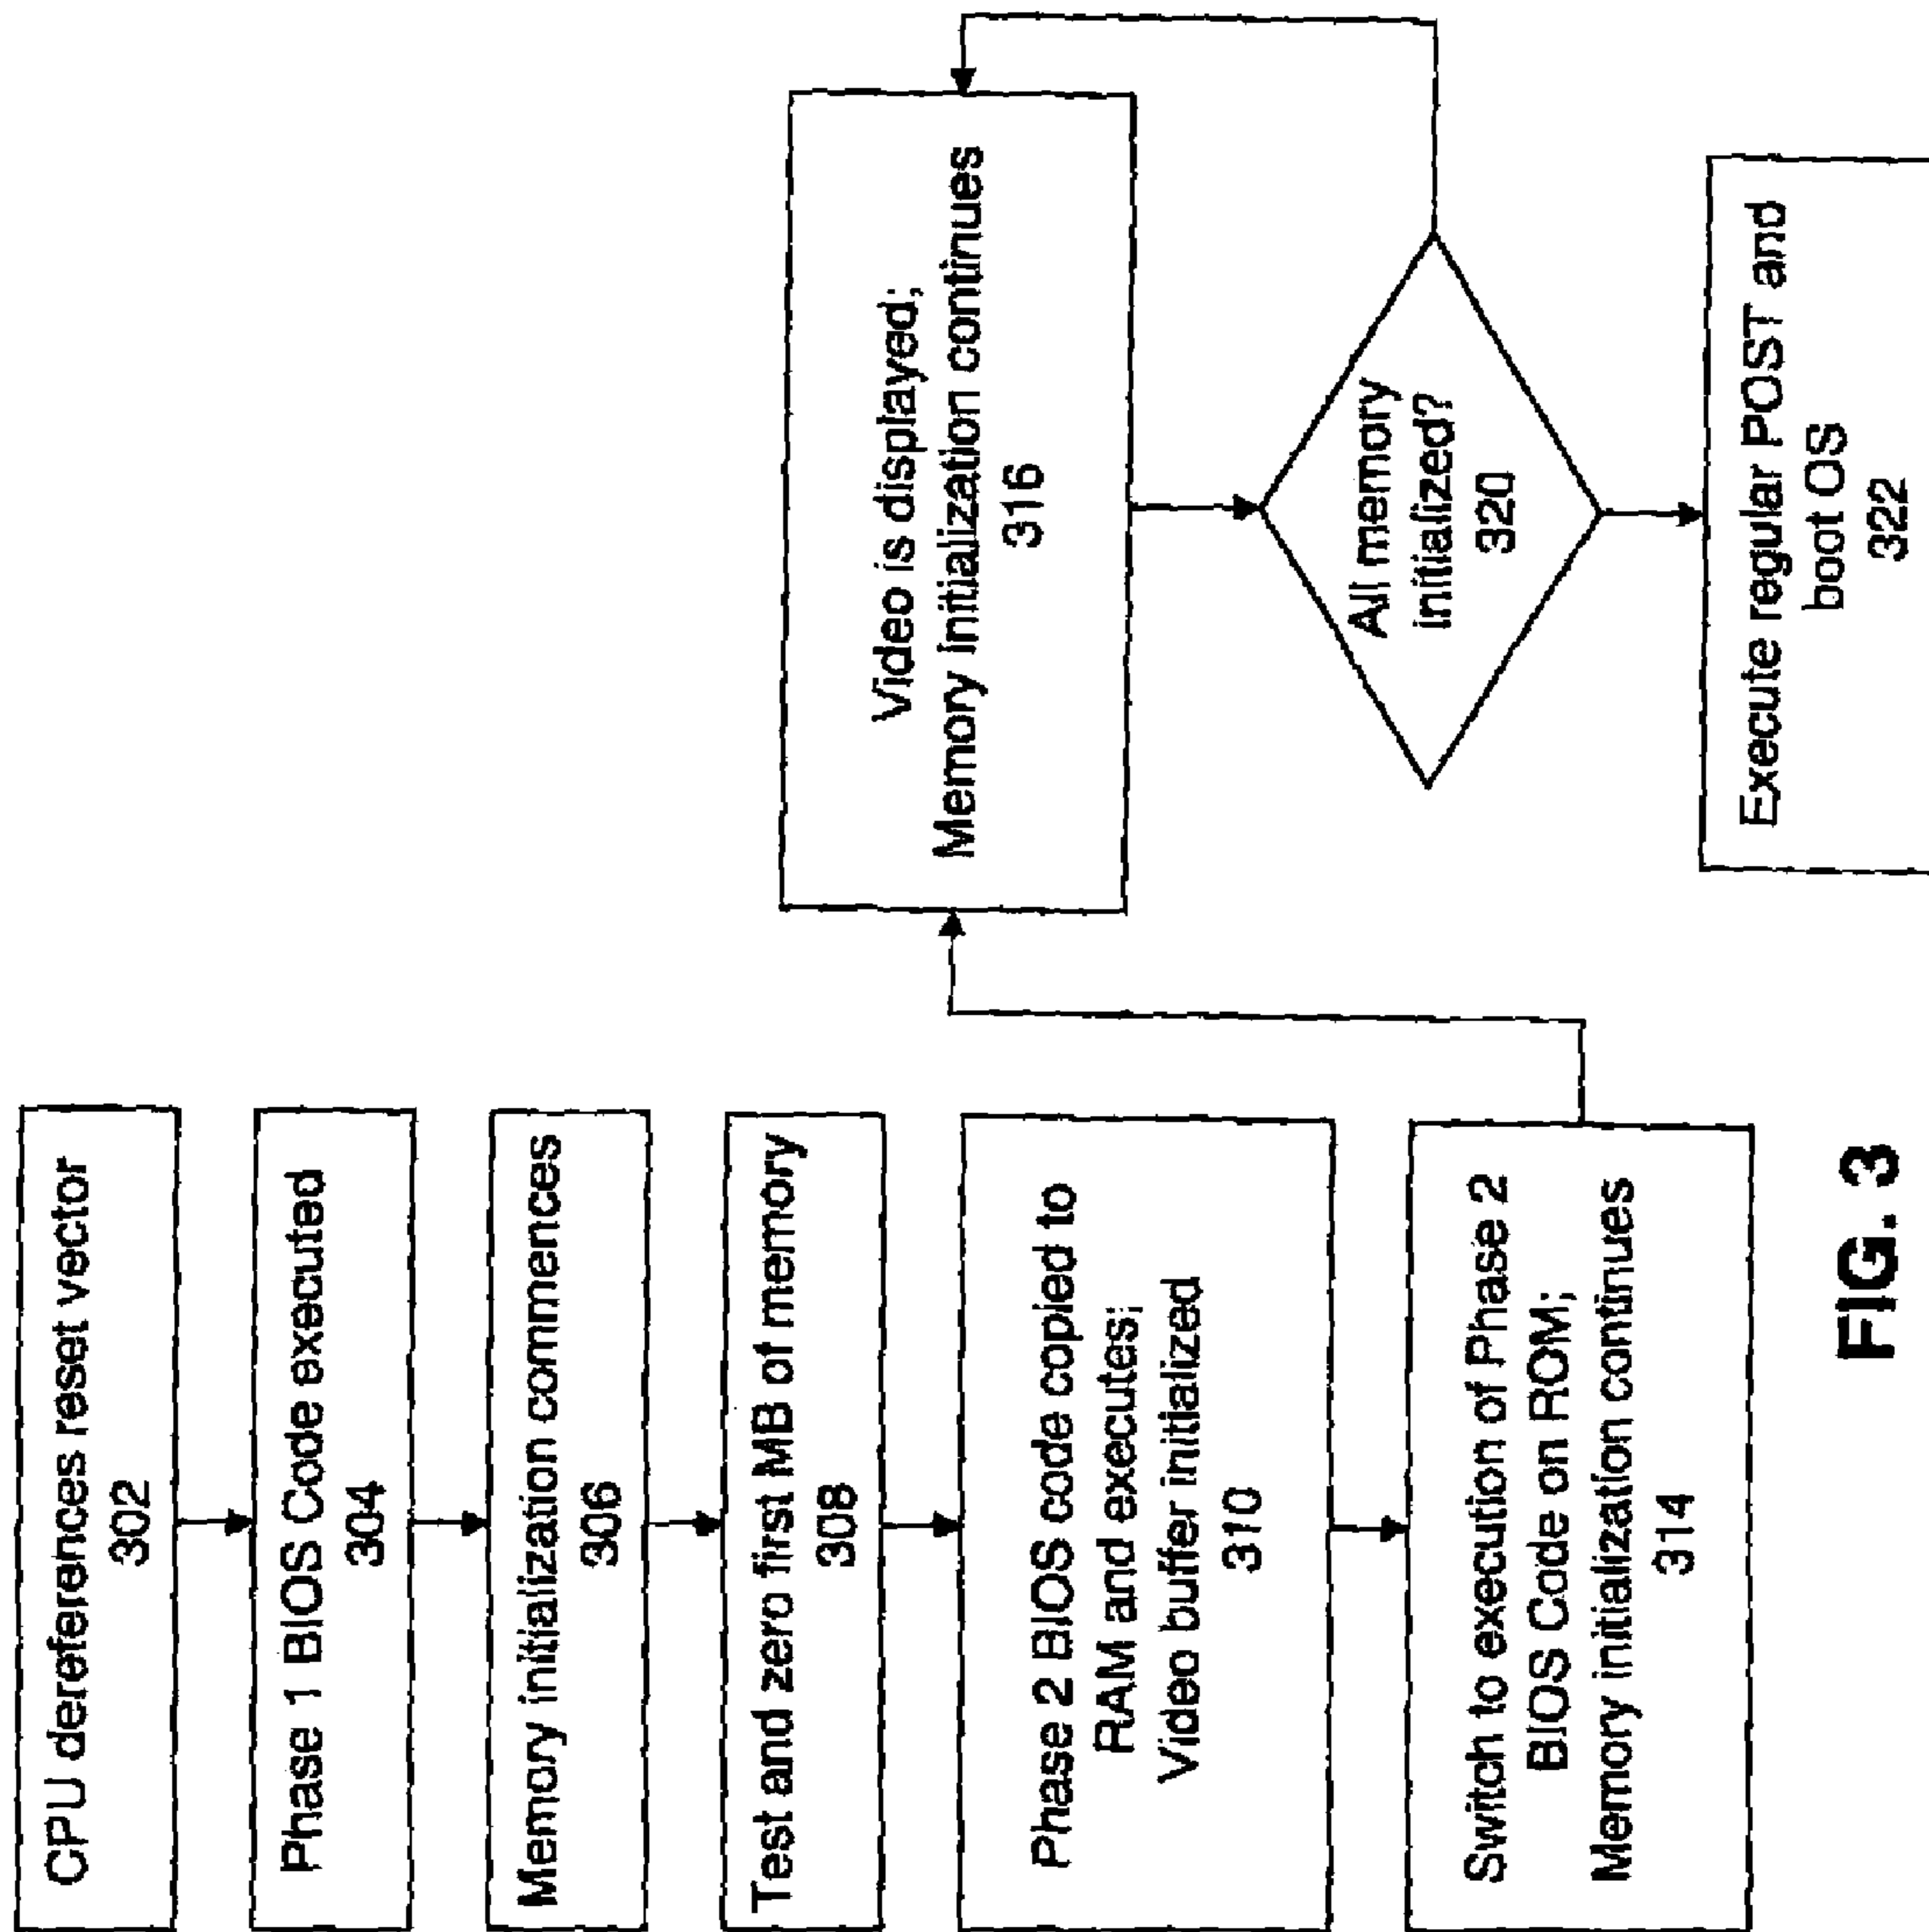 CPU dereferences reset vector
302
Phase 1 BIOS Code executed
304
Memory initialization commences
306
Test and zero first MB of memory
308
Phase 2 BIOS code copied to
RAM and executes;
Video buffer initialized
310
Switch to execution of Phase 2
BIOS Code on ROM;
Memory initialization continues
314
Video is displayed;
Memory initialization continues
316
All memory
initialized?
320
Execute regular POST and
boot OS
322
FIG. 3